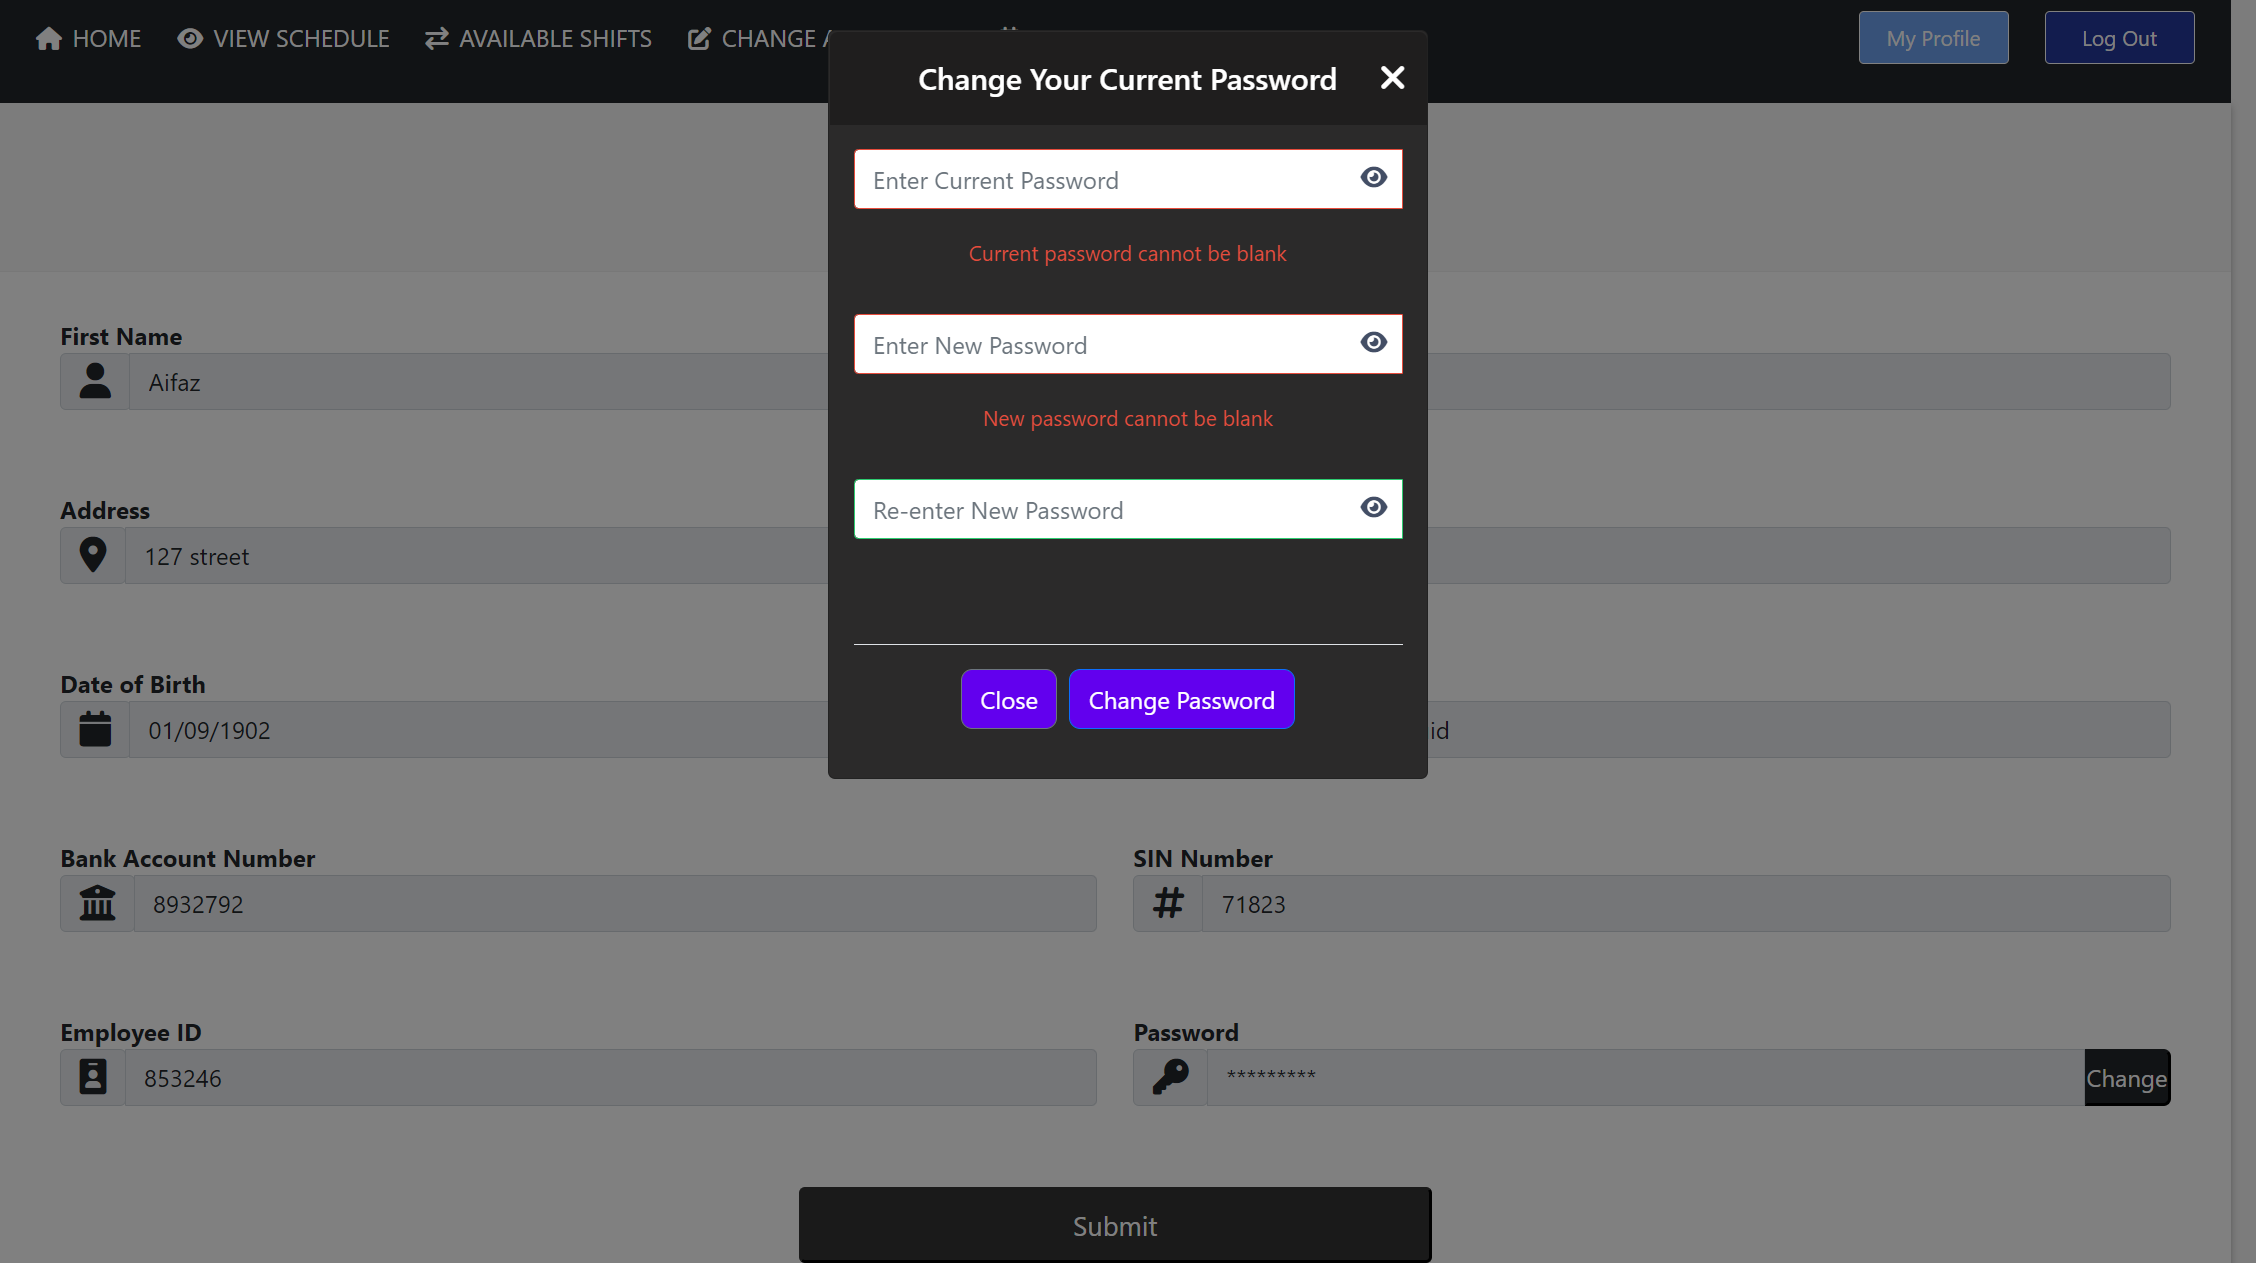 HOME VIEW SCHEDULE AVAILABLE SHIFTS CHANGE My Profile Log Out
Change Your Current Password
Enter Current Password
Current password cannot be blank
Enter New Password
New password cannot be blank
Re-enter New Password
Close Change Password
First Name
Aifaz
Address
127 street
Date of Birth
01/09/1902 id
Bank Account Number SIN Number
8932792 71823
Employee ID Password
853246 ********* Change
Submit